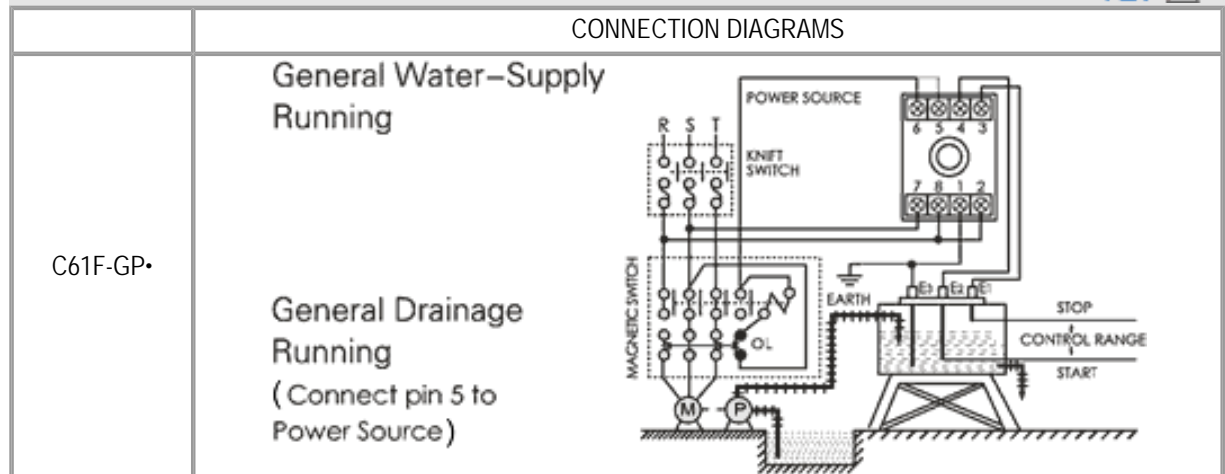 CONNECTION DIAGRAMS
C61F-GP•
General Water-Supply
Running
General Drainage
Running
(Connect pin 5 to
Power Source)
POWER SOURCE
R S T
KNIFT
SWITCH
6 5 4 3
7 8 1 2
MAGNETIC SWITCH
OL
EARTH
E3 E2 E1
STOP
CONTROL RANGE
START
M P